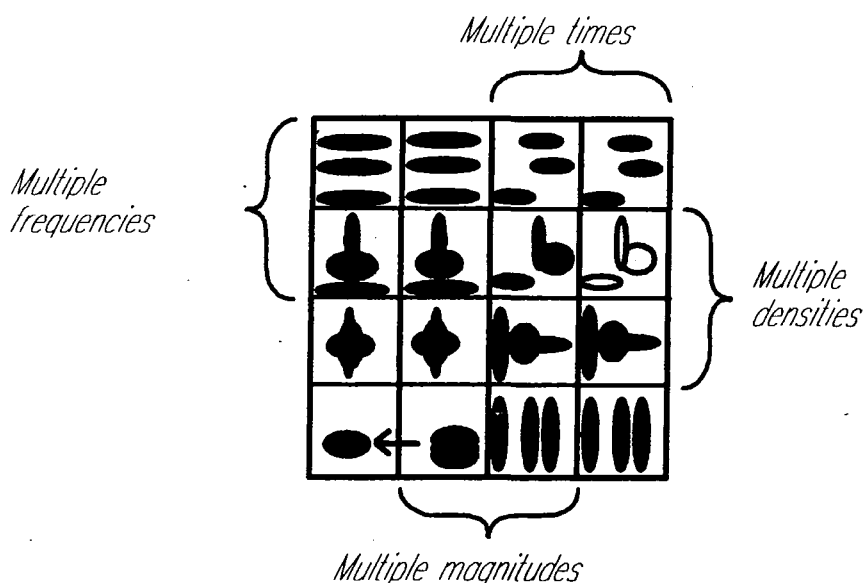 Multiple times
Multiple
frequencies
Multiple
densities
Multiple magnitudes